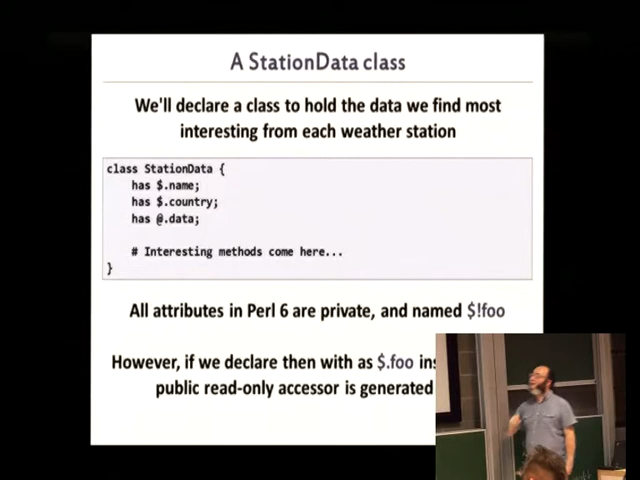 A StationData class
We'll declare a class to hold the data we find most
interesting from each weather station
class StationData {
has $.name;
has $.country;
has @.data;
# Interesting methods come here...
}
All attributes in Perl 6 are private, and named $!foo
However, if we declare then with as $.foo
public read-only accessor is generated